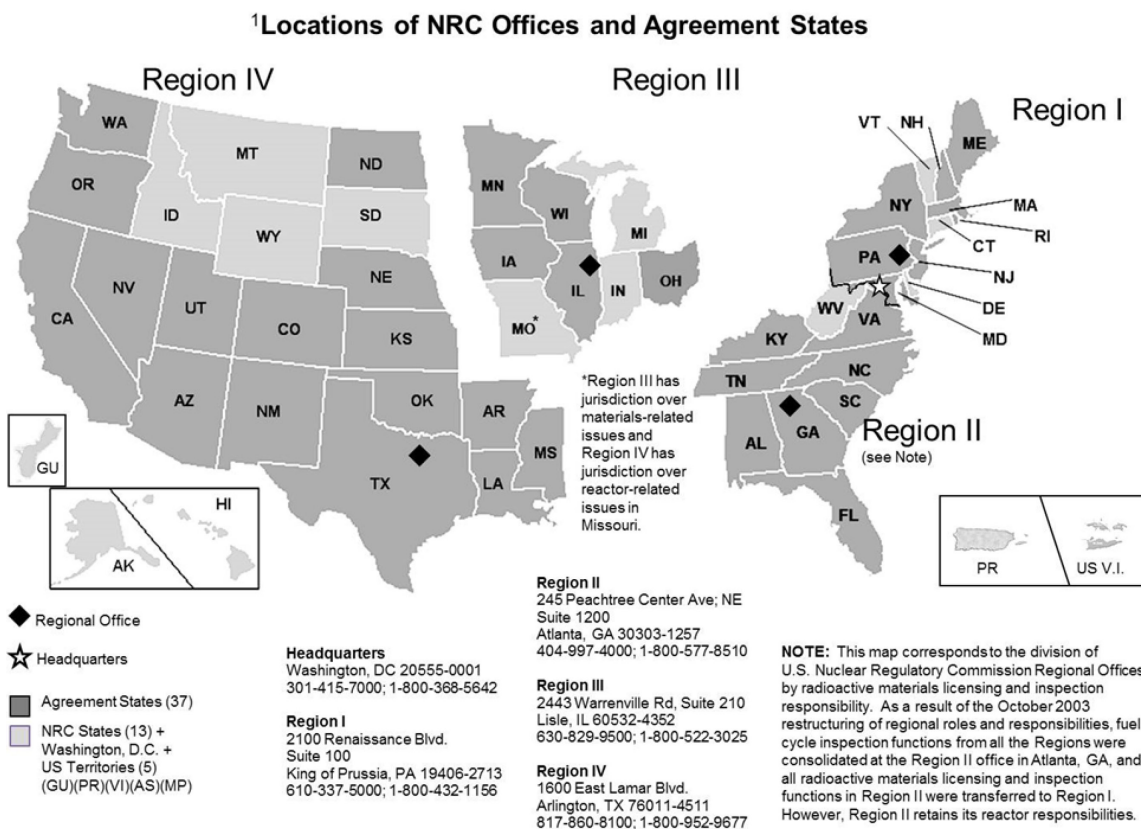 ¹Locations of NRC Offices and Agreement States
Region IV
Region III
Region I
WA
MT
ND
OR
ID
WY
SD
NE
NV
UT
CA
CO
KS
AZ
NM
OK
TX
AR
LA
MS
MN
WI
MI
IA
IL
IN
OH
MO*
VT
NH
ME
NY
MA
RI
CT
PA
NJ
DE
MD
WV
VA
KY
NC
TN
SC
AL
GA
FL
Region II
(see Note)
*Region III has
jurisdiction over
materials-related
issues and
Region IV has
jurisdiction over
reactor-related
issues in
Missouri.
GU
HI
AK
PR
US V.I.
Regional Office
Headquarters
Agreement States (37)
NRC States (13) +
Washington, D.C. +
US Territories (5)
(GU)(PR)(VI)(AS)(MP)
Headquarters
Washington, DC 20555-0001
301-415-7000; 1-800-368-5642
Region I
2100 Renaissance Blvd.
Suite 100
King of Prussia, PA 19406-2713
610-337-5000; 1-800-432-1156
Region II
245 Peachtree Center Ave; NE
Suite 1200
Atlanta, GA 30303-1257
404-997-4000; 1-800-577-8510
Region III
2443 Warrenville Rd, Suite 210
Lisle, IL 60532-4352
630-829-9500; 1-800-522-3025
Region IV
1600 East Lamar Blvd.
Arlington, TX 76011-4511
817-860-8100; 1-800-952-9677
NOTE: This map corresponds to the division of
U.S. Nuclear Regulatory Commission Regional Offices
by radioactive materials licensing and inspection
responsibility. As a result of the October 2003
restructuring of regional roles and responsibilities, fuel
cycle inspection functions from all the Regions were
consolidated at the Region II office in Atlanta, GA, and
all radioactive materials licensing and inspection
functions in Region II were transferred to Region I.
However, Region II retains its reactor responsibilities.